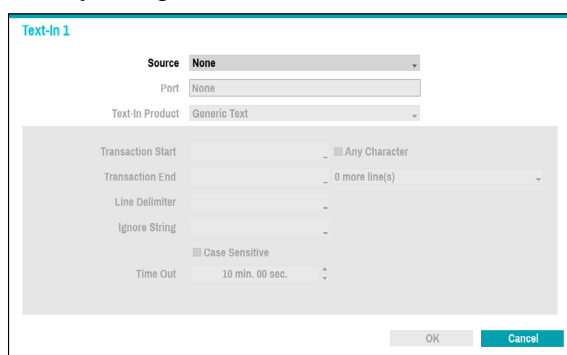 Text-In 1
Source None
Port None
Text-In Product Generic Text
Transaction Start Any Character
Transaction End 0 more line(s)
Line Delimiter
Ignore String
Case Sensitive
Time Out 10 min. 00 sec.
OK Cancel